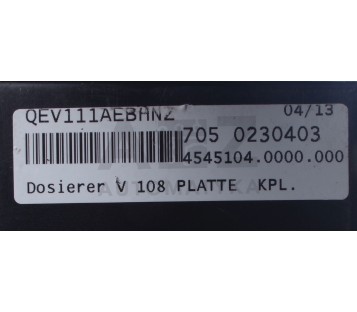 QEV111AEBHNZ 04/13
705 0230403
4545104.0000.000
Dosierer V 108 PLATTE KPL.